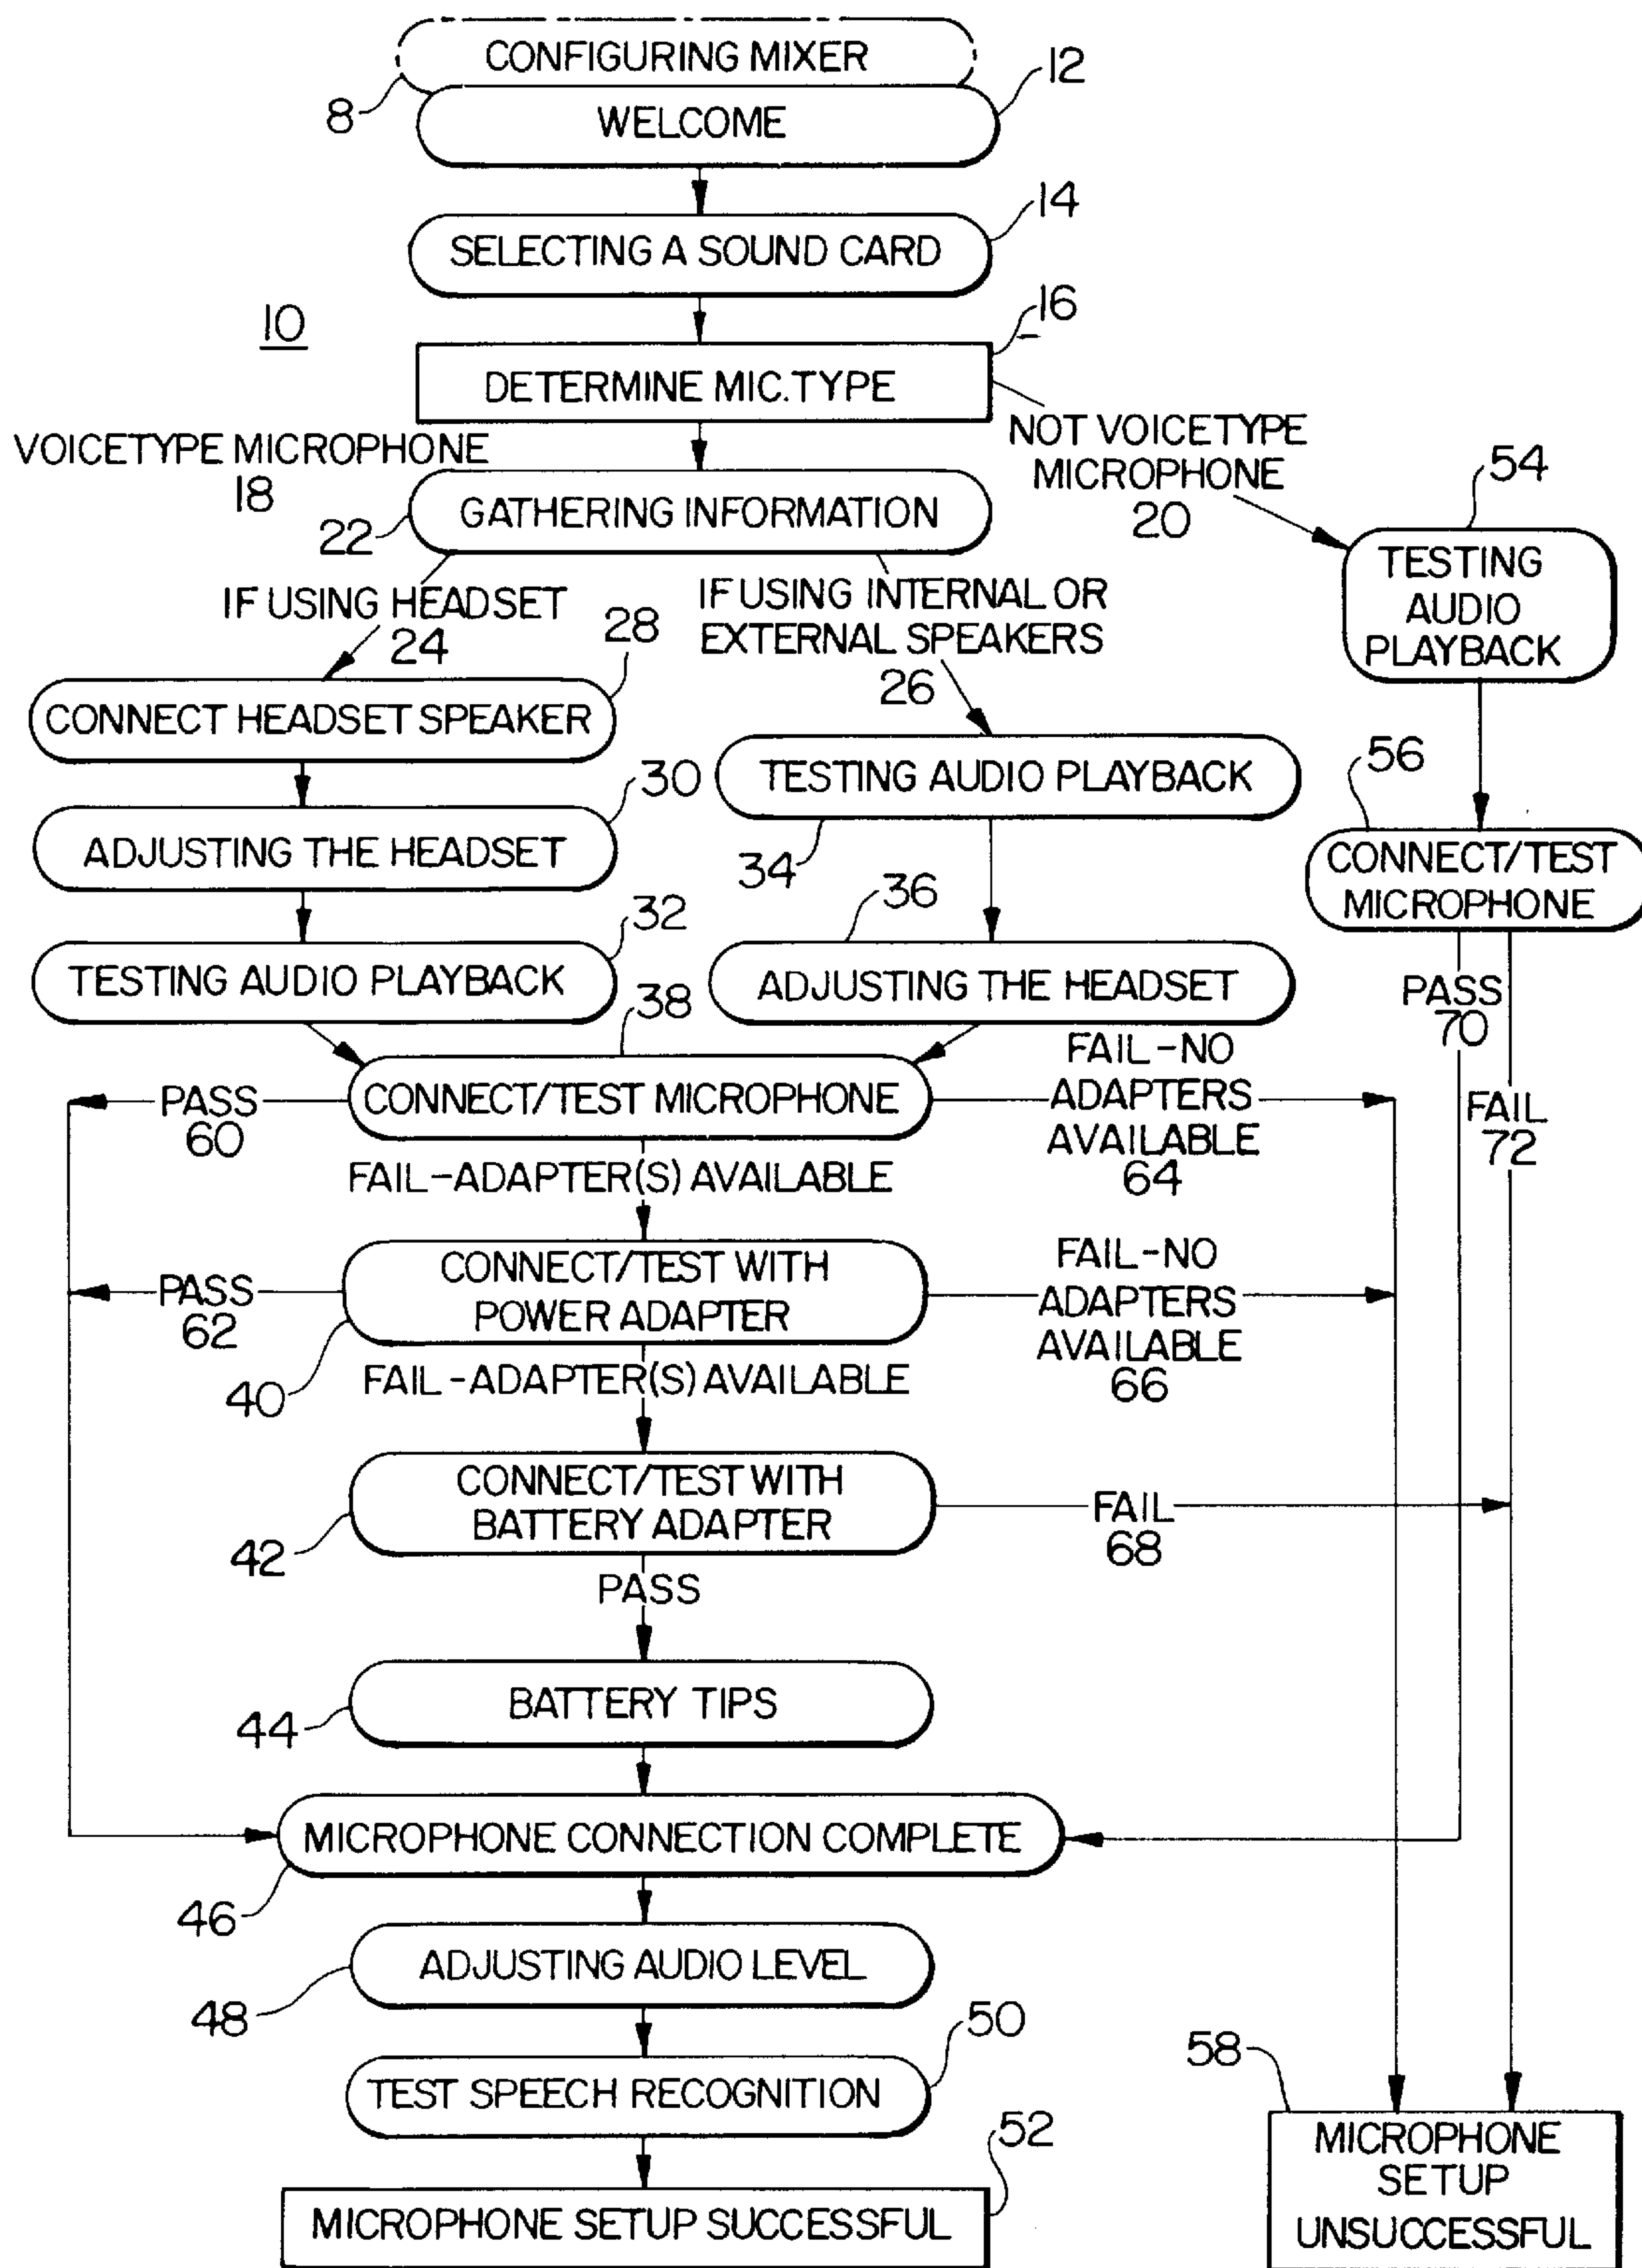 CONFIGURING MIXER
8
12
WELCOME
14
SELECTING A SOUND CARD
10
16
DETERMINE MIC. TYPE
VOICETYPE MICROPHONE
18
NOT VOICETYPE
MICROPHONE
20
22
GATHERING INFORMATION
54
TESTING
AUDIO
PLAYBACK
IF USING HEADSET
24
IF USING INTERNAL OR
EXTERNAL SPEAKERS
26
28
CONNECT HEADSET SPEAKER
30
ADJUSTING THE HEADSET
32
TESTING AUDIO PLAYBACK
TESTING AUDIO PLAYBACK
34
36
ADJUSTING THE HEADSET
56
CONNECT/TEST
MICROPHONE
PASS
70
FAIL
72
38
CONNECT/TEST MICROPHONE
PASS
60
FAIL-NO
ADAPTERS
AVAILABLE
64
FAIL-ADAPTER(S) AVAILABLE
CONNECT/TEST WITH
POWER ADAPTER
40
PASS
62
FAIL-NO
ADAPTERS
AVAILABLE
66
FAIL-ADAPTER(S) AVAILABLE
CONNECT/TEST WITH
BATTERY ADAPTER
42
FAIL
68
PASS
BATTERY TIPS
44
MICROPHONE CONNECTION COMPLETE
46
ADJUSTING AUDIO LEVEL
48
50
TEST SPEECH RECOGNITION
52
MICROPHONE SETUP SUCCESSFUL
58
MICROPHONE
SETUP
UNSUCCESSFUL